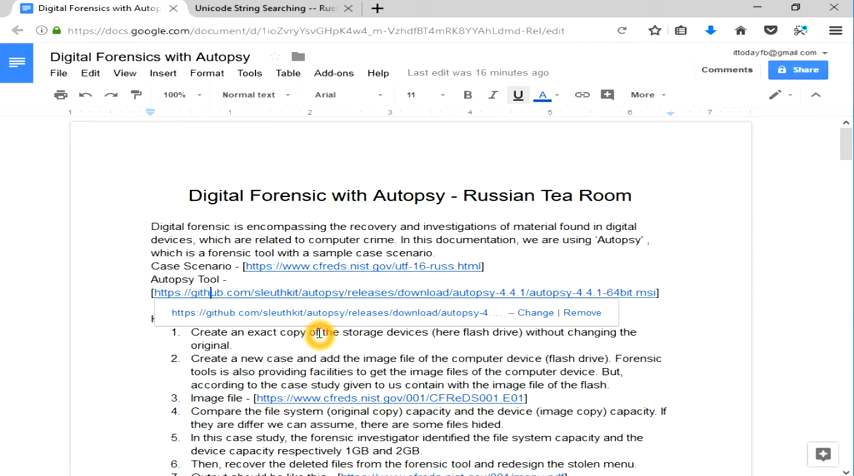 Digital Forensics with Autops
Unicode String Searching -- Russ
https://docs.google.com/document/d/1ioZvryYsvGHpK4w4_m-VzhdfBT4mRK8YYAhLdmd-ReI/edit
Digital Forensics with Autopsy
ittodayfb@gmail.com
File Edit View Insert Format Tools Table Add-ons Help Last edit was 16 minutes ago
Comments Share
100% Normal text Arial 11 B I U A More
1 1 2 3 4 5 6 7
Digital Forensic with Autopsy - Russian Tea Room
Digital forensic is encompassing the recovery and investigations of material found in digital
devices, which are related to computer crime. In this documentation, we are using 'Autopsy' ,
which is a forensic tool with a sample case scenario.
Case Scenario - [https://www.cfreds.nist.gov/utf-16-russ.html]
Autopsy Tool -
[https://github.com/sleuthkit/autopsy/releases/download/autopsy-4.4.1/autopsy-4.4.1-64bit.msi]
https://github.com/sleuthkit/autopsy/releases/download/autopsy-4.... – Change | Remove
1. Create an exact copy of the storage devices (here flash drive) without changing the
original.
2. Create a new case and add the image file of the computer device (flash drive). Forensic
tools is also providing facilities to get the image files of the computer device. But,
according to the case study given to us contain with the image file of the flash.
3. Image file - [https://www.cfreds.nist.gov/001/CFReDS001.E01]
4. Compare the file system (original copy) capacity and the device (image copy) capacity. If
they are differ we can assume, there are some files hided.
5. In this case study, the forensic investigator identified the file system capacity and the
device capacity respectively 1GB and 2GB.
6. Then, recover the deleted files from the forensic tool and redesign the stolen menu.